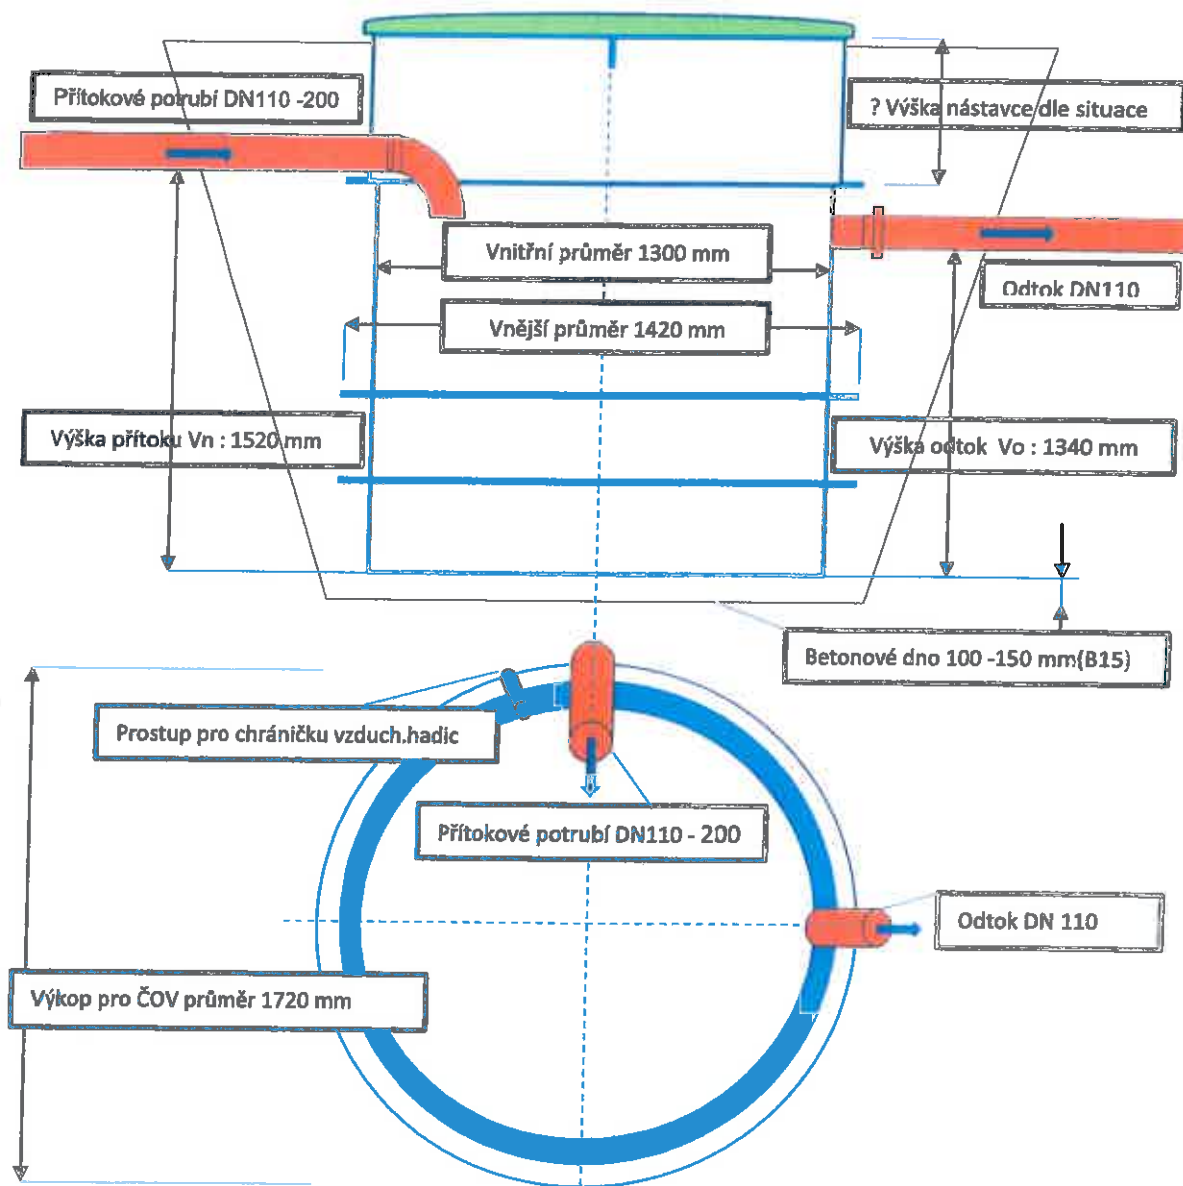 Přítokové potrubí DN110 -200
? Výška nástavce dle situace
Vnitřní průměr 1300 mm
Odtok DN110
Vnější průměr 1420 mm
Výška přítoku Vn : 1520 mm
Výška odtok Vo : 1340 mm
Betonové dno 100 -150 mm(B15)
Prostup pro chráničku vzduch.hadic
Přítokové potrubí DN110 - 200
Odtok DN 110
Výkop pro ČOV průměr 1720 mm